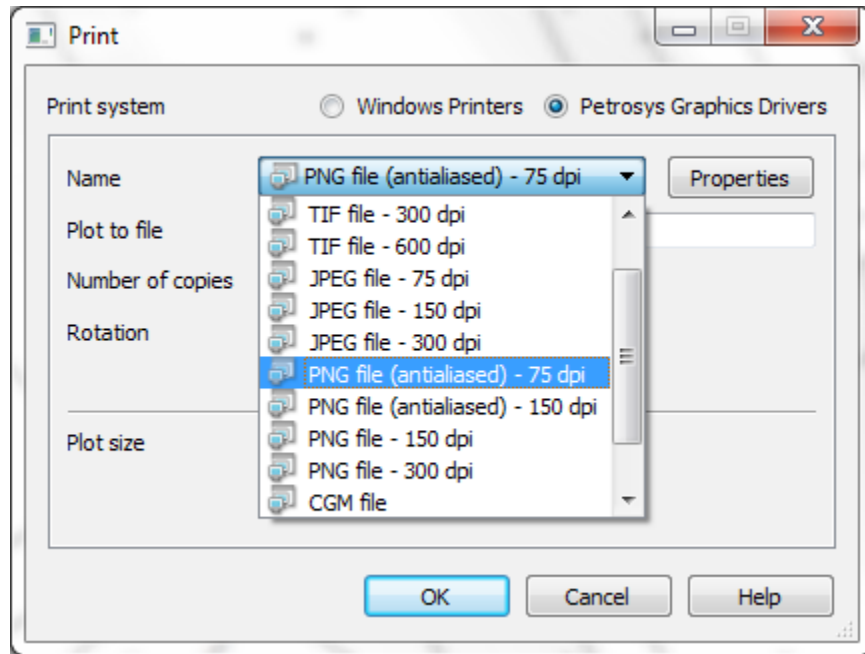 Print
Print system Windows Printers Petrosys Graphics Drivers
Name PNG file (antialiased) - 75 dpi Properties
TIF file - 300 dpi
Plot to file
TIF file - 600 dpi
Number of copies JPEG file - 75 dpi
JPEG file - 150 dpi
Rotation JPEG file - 300 dpi
PNG file (antialiased) - 75 dpi
PNG file (antialiased) - 150 dpi
Plot size PNG file - 150 dpi
PNG file - 300 dpi
CGM file
OK Cancel Help